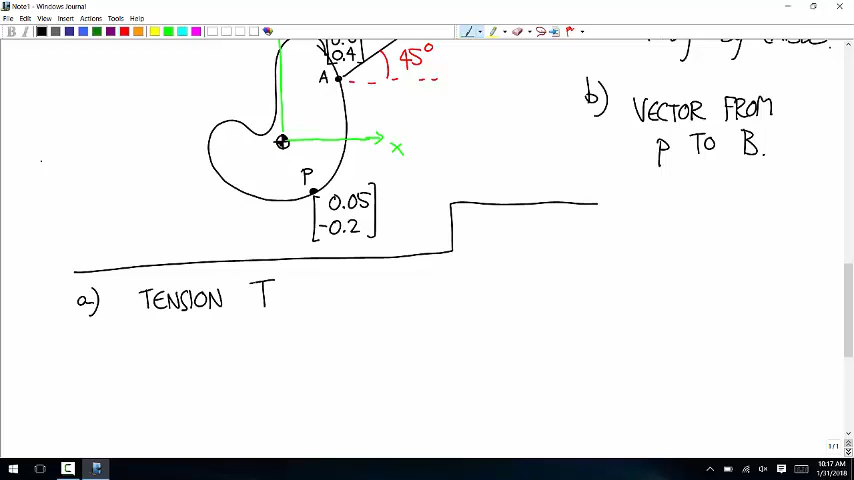 Note1 - Windows Journal
File Edit View Insert Actions Tools Help
B
0.4
45°
A
b) VECTOR FROM
P TO B.
x
P
0.05
-0.2
a) TENSION T
1/1
10:17 AM
1/31/2018